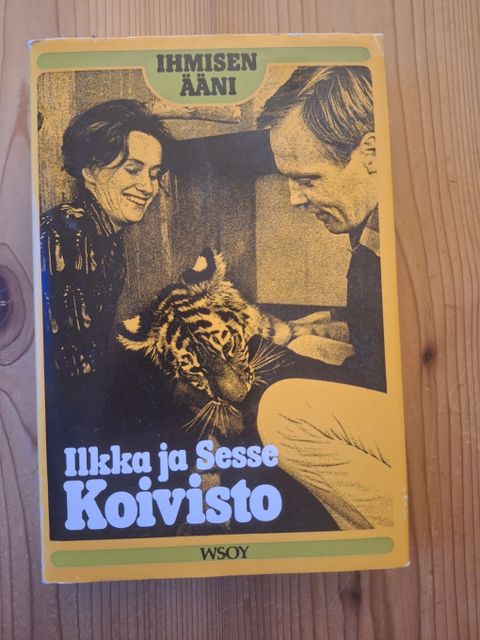 IHMISEN
ÄÄNI
Ilkka ja Sesse
Koivisto
WSOY